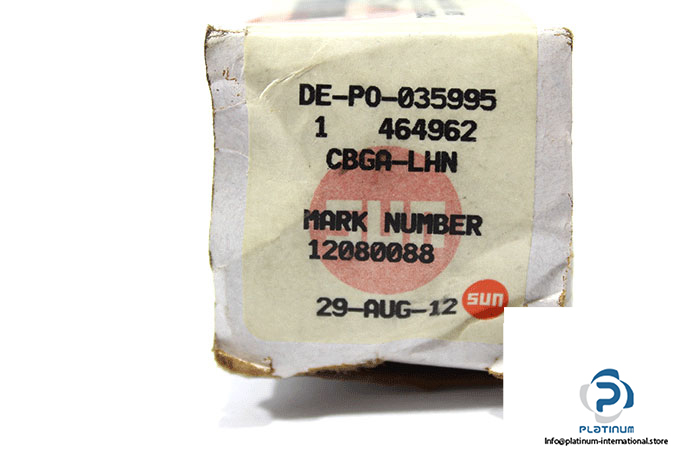 DE-PO-035995
1 464962
CBGA-LHN
sun
MARK NUMBER
12080088
29-AUG-12 sun
PLATINUM
Info@platinum-international.store